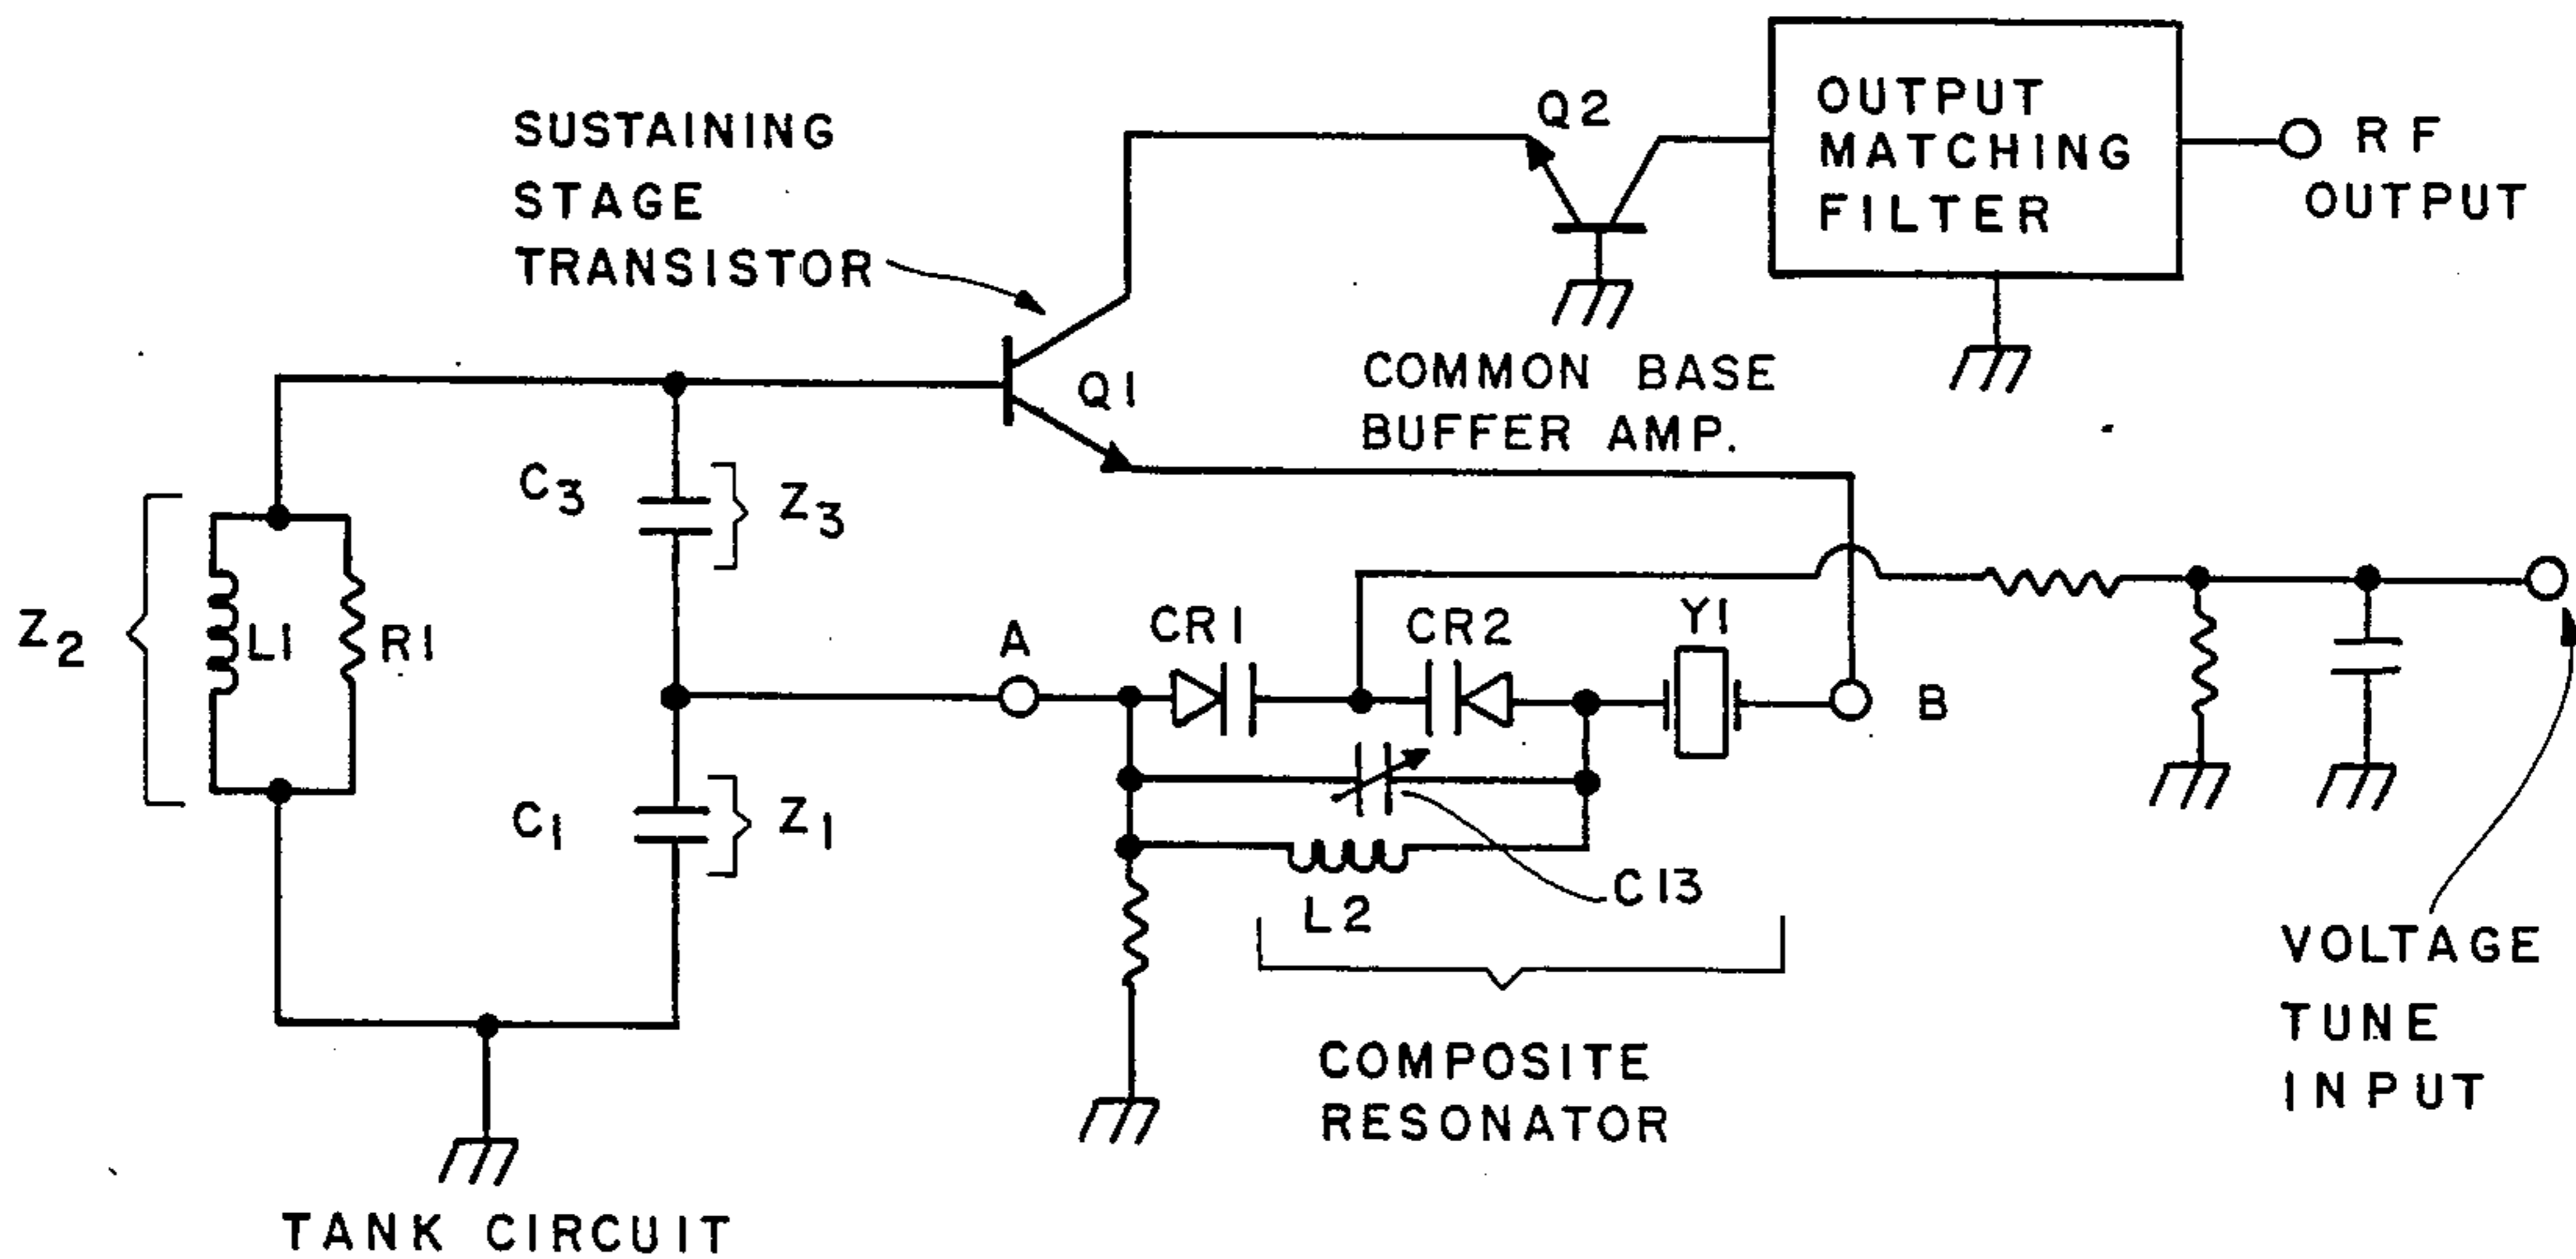 SUSTAINING
STAGE
TRANSISTOR
Q2
OUTPUT
MATCHING
FILTER
RF
OUTPUT
Q1
COMMON BASE
BUFFER AMP.
C3
Z3
Z2
L1
R1
A
CR1
CR2
Y1
B
C1
Z1
C13
L2
COMPOSITE
RESONATOR
VOLTAGE
TUNE
INPUT
TANK CIRCUIT